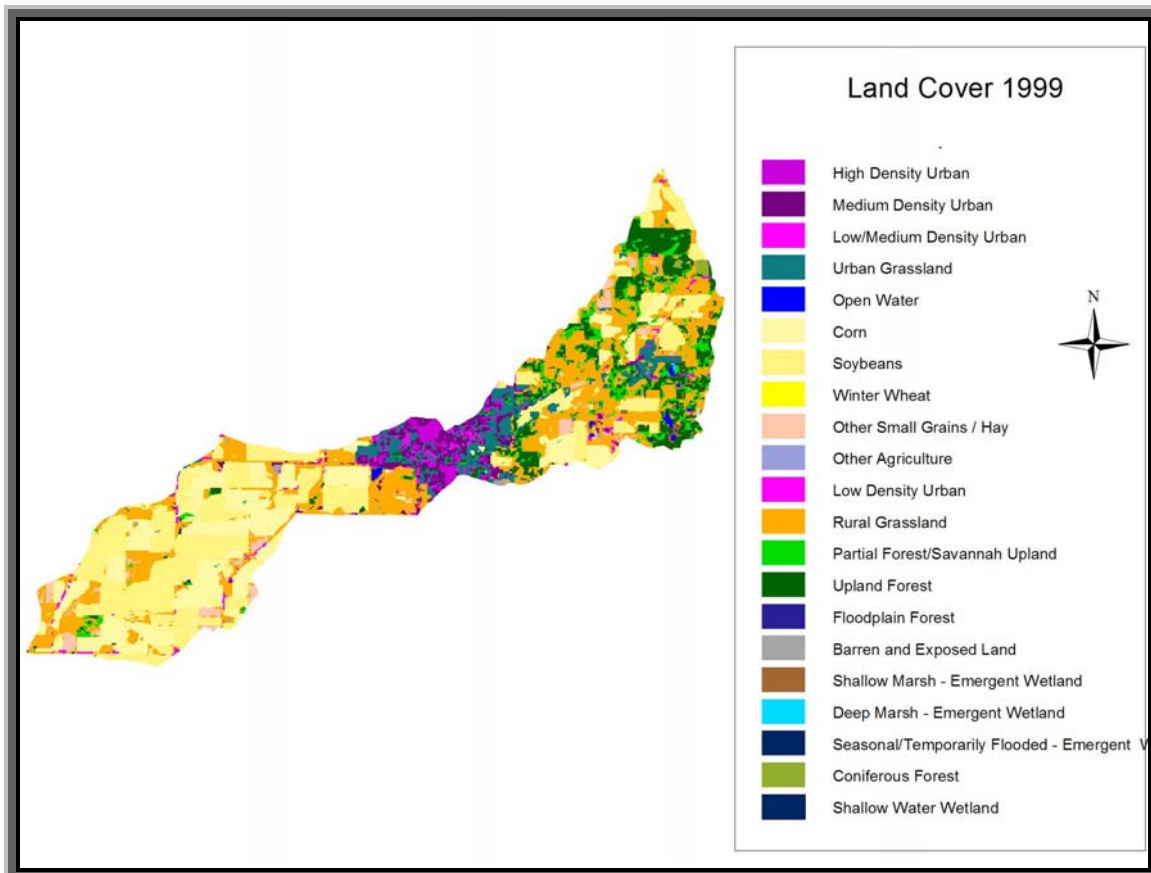 Land Cover 1999
High Density Urban
Medium Density Urban
Low/Medium Density Urban
Urban Grassland
Open Water
Corn
Soybeans
Winter Wheat
Other Small Grains / Hay
Other Agriculture
Low Density Urban
Rural Grassland
Partial Forest/Savannah Upland
Upland Forest
Floodplain Forest
Barren and Exposed Land
Shallow Marsh - Emergent Wetland
Deep Marsh - Emergent Wetland
Seasonal/Temporarily Flooded - Emergent
Coniferous Forest
Shallow Water Wetland
N